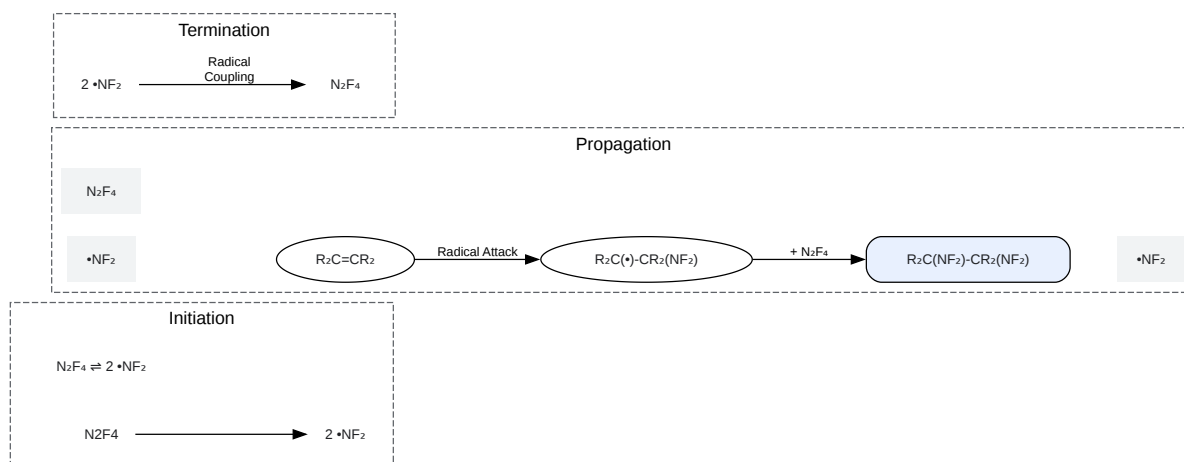 Termination
2 •NF₂
Radical
Coupling
N₂F₄
Propagation
N₂F₄
•NF₂
R₂C=CR₂
Radical Attack
R₂C(•)-CR₂(NF₂)
+ N₂F₄
R₂C(NF₂)-CR₂(NF₂)
•NF₂
Initiation
N₂F₄ ⇌ 2 •NF₂
N2F4
2 •NF₂